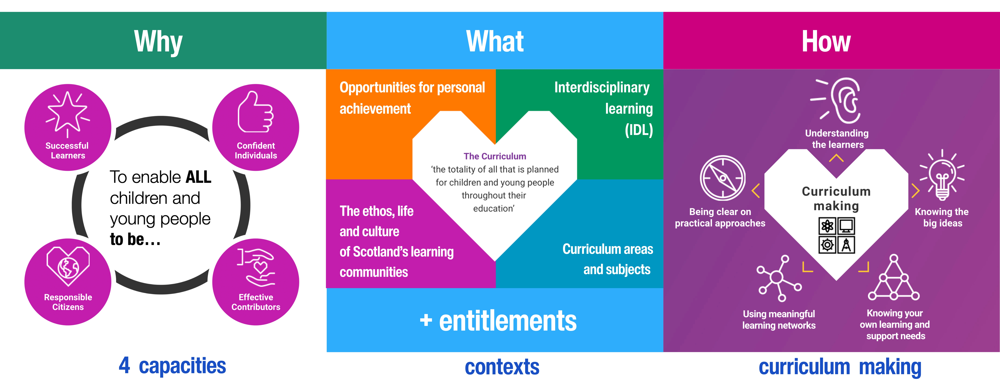 Why
What
How
Successful
Learners
Confident
Individuals
To enable ALL
children and
young people
to be...
Responsible
Citizens
Effective
Contributors
4 capacities
Opportunities for personal
achievement
Interdisciplinary
learning
(IDL)
The Curriculum
‘the totality of all that is planned
for children and young people
throughout their
education’
The ethos, life
and culture
of Scotland’s learning
communities
Curriculum areas
and subjects
+ entitlements
contexts
Understanding
the learners
Being clear on
practical approaches
Curriculum
making
Knowing the
big ideas
Using meaningful
learning networks
Knowing your
own learning and
support needs
curriculum making